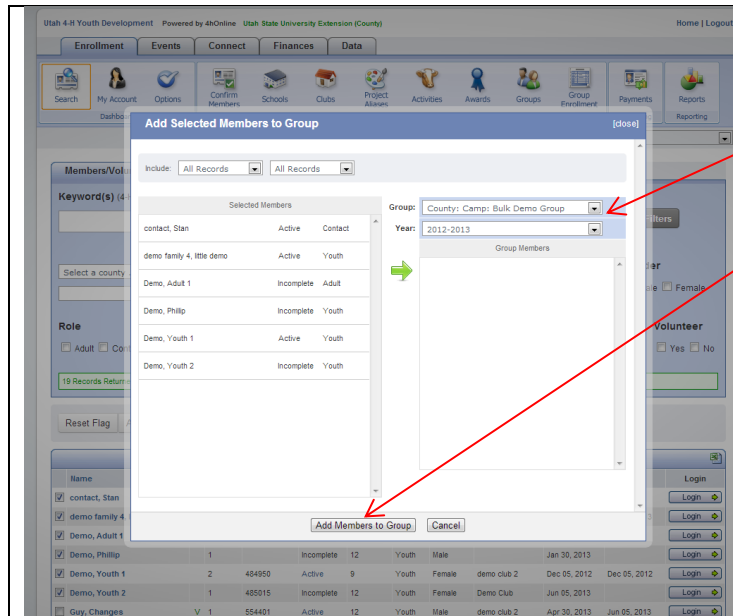 Utah 4-H Youth Development Powered by 4hOnline Utah State University Extension (County) Home | Logout
Enrollment Events Connect Finances Data
Search My Account Options Confirm Members Schools Clubs Project Aliases Activities Awards Groups Group Enrollment Payments Reports
Reporting
Add Selected Members to Group [close]
Members/Volu
Include: All Records All Records
Keyword(s) (4-H
Selected Members Group: County: Camp: Bulk Demo Group
contact, Stan Active Contact Year: 2012-2013
Group Members
demo family 4, little demo Active Youth
Select a county
Demo, Adult 1 Incomplete Adult Female
Demo, Phillip Incomplete Youth
Role Volunteer
Demo, Youth 1 Active Youth
Adult Yes No
Demo, Youth 2 Incomplete Youth
19 Records Returne
Reset Flag
Name Login
contact, Stan Login
demo family 4, Login
Add Members to Group Cancel
Demo, Adult 1 Login
Demo, Phillip 1 Incomplete 12 Youth Male Jan 30, 2013 Login
Demo, Youth 1 2 484950 Active 9 Youth Female demo club 2 Dec 05, 2012 Dec 05, 2012 Login
Demo, Youth 2 1 485015 Incomplete 12 Youth Female Demo Club Jun 05, 2013 Login
Guy, Changes V 1 554401 Active 12 Youth Male demo club 2 Apr 30, 2013 Jun 05, 2013 Login